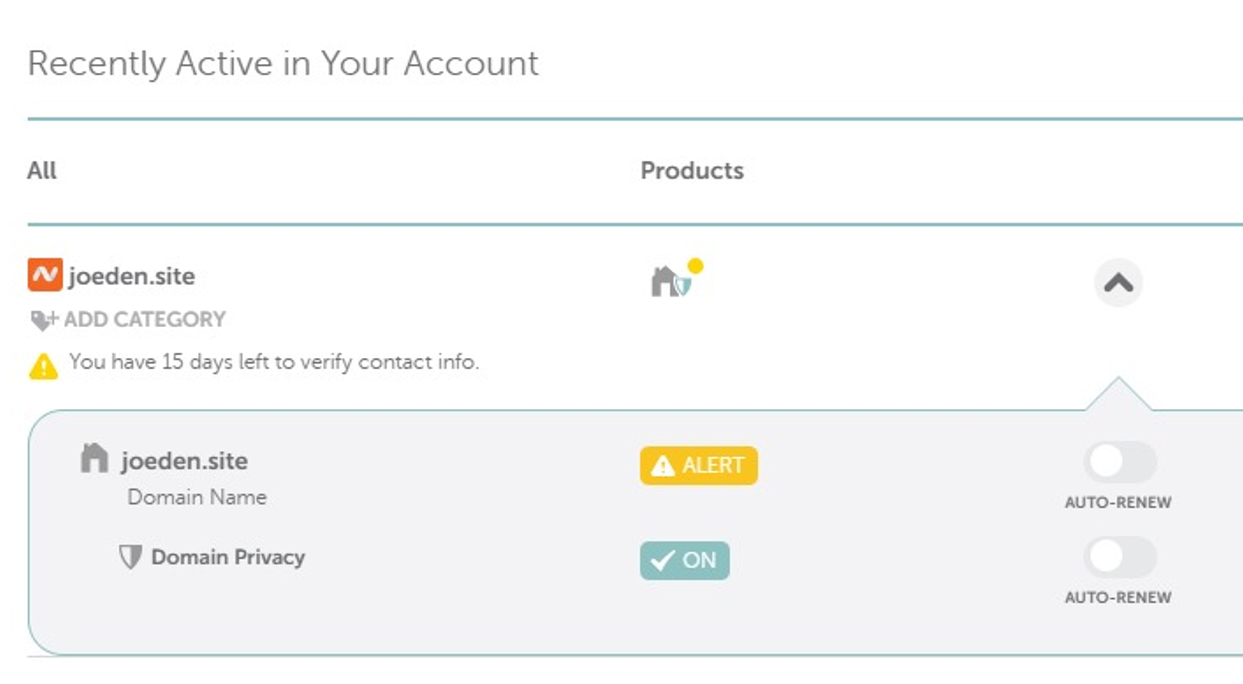 Recently Active in Your Account
All Products
joeden.site
ADD CATEGORY
You have 15 days left to verify contact info.
joeden.site ALERT
Domain Name AUTO-RENEW
Domain Privacy ON
AUTO-RENEW